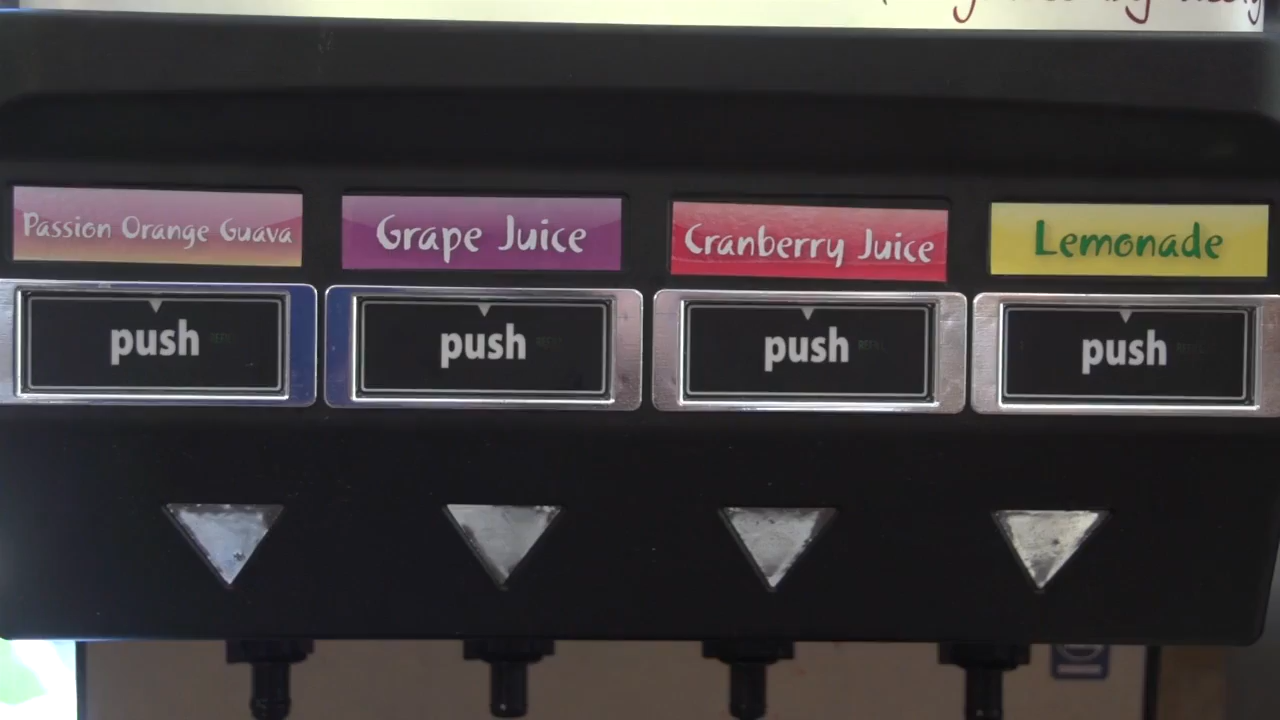 Passion Orange Guava
Grape Juice
Cranberry Juice
Lemonade
push
push
push
push